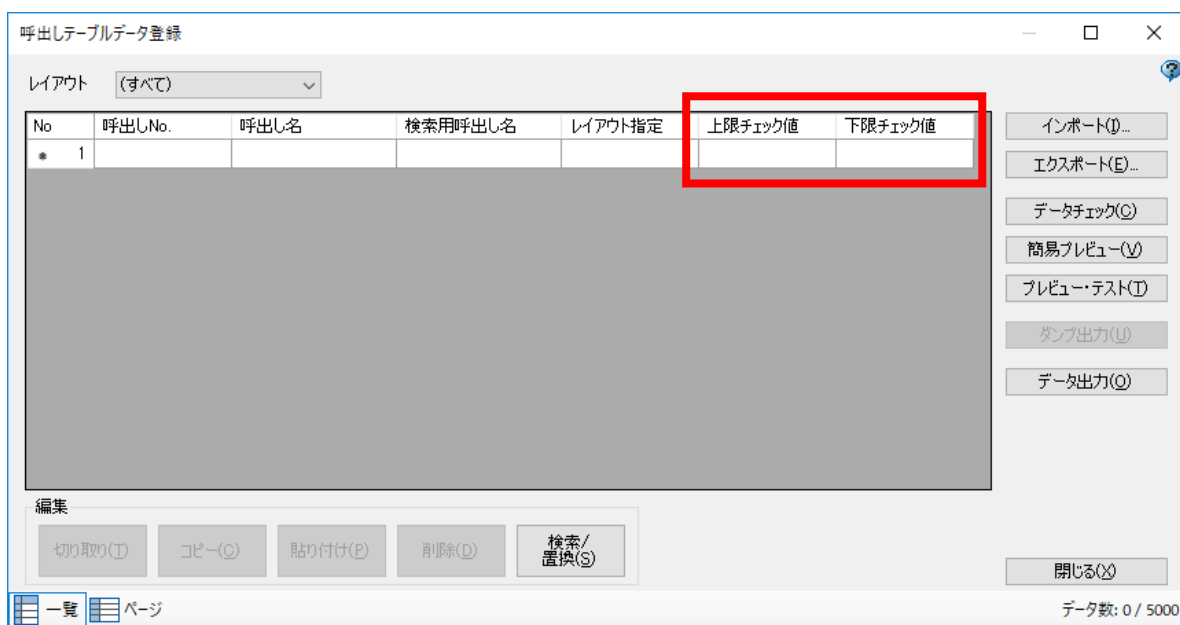 呼出しテーブルデータ登録
レイアウト (すべて)
No 呼出しNo. 呼出し名 検索用呼出し名 レイアウト指定 上限チェック値 下限チェック値
* 1
インポート(I)...
エクスポート(E)...
データチェック(C)
簡易プレビュー(V)
プレビュー・テスト(T)
ダンプ出力(U)
データ出力(O)
編集
切り取り(T) コピー(C) 貼り付け(P) 削除(D) 検索/
置換(S)
閉じる(X)
一覧 ページ データ数: 0 / 5000